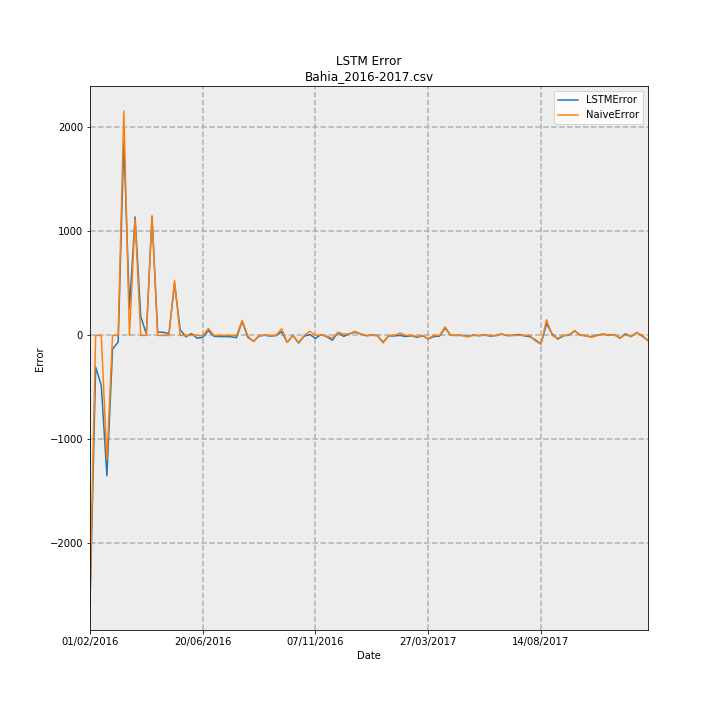 LSTM Error
Bahia_2016-2017.csv
LSTMError
NaiveError
2000
1000
0
−1000
−2000
Error
01/02/2016
20/06/2016
07/11/2016
27/03/2017
14/08/2017
Date